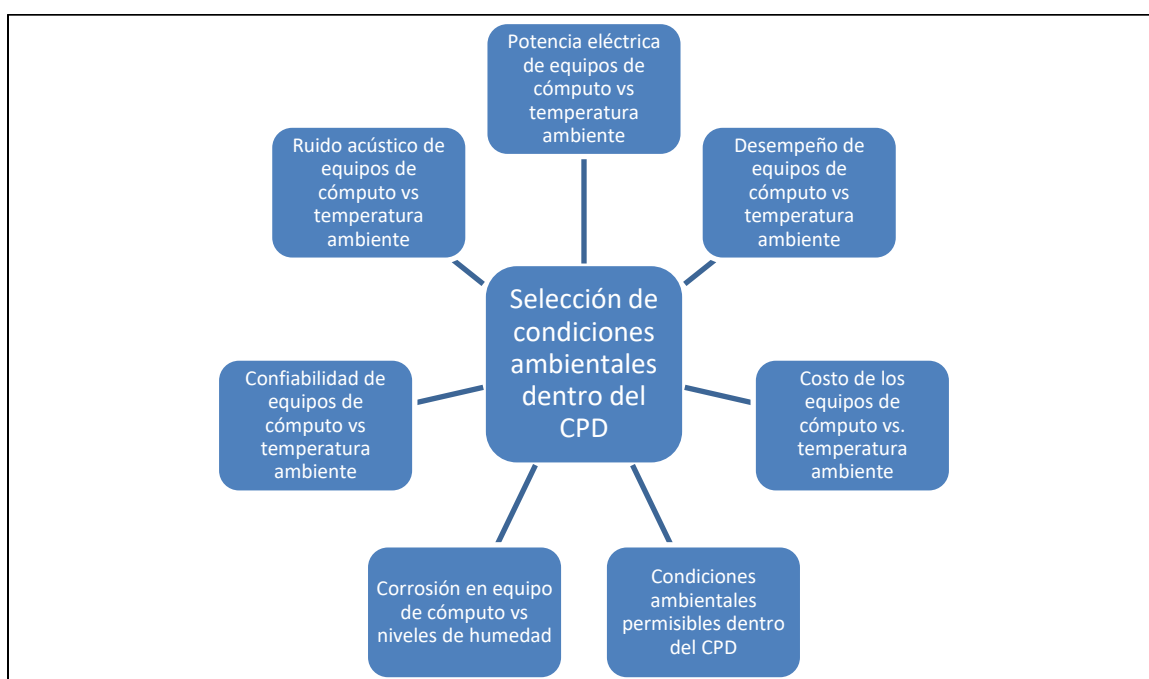 Potencia eléctrica
de equipos de
cómputo vs
temperatura
ambiente
Ruido acústico de
equipos de
cómputo vs
temperatura
ambiente
Desempeño de
equipos de
cómputo vs
temperatura
ambiente
Selección de
condiciones
ambientales
dentro del
CPD
Confiabilidad de
equipos de
cómputo vs
temperatura
ambiente
Costo de los
equipos de
cómputo vs.
temperatura
ambiente
Corrosión en equipo
de cómputo vs
niveles de humedad
Condiciones
ambientales
permisibles dentro
del CPD